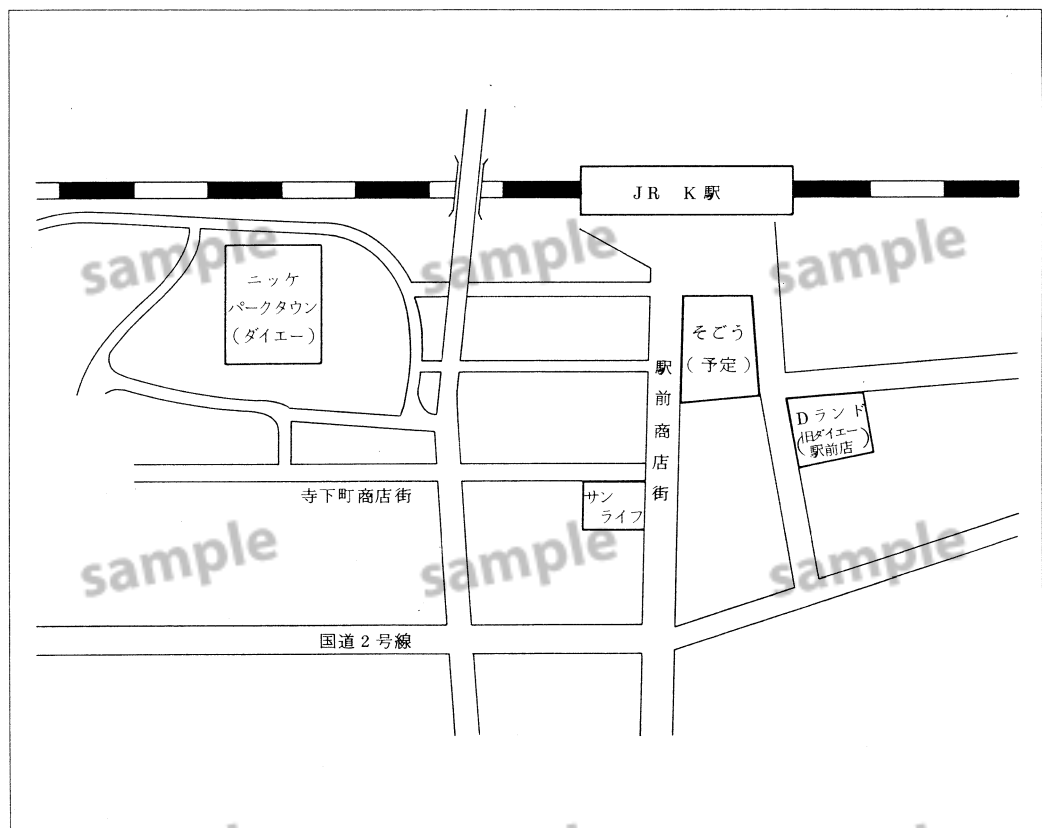 JR K駅
ニッケ
パークタウン
(ダイエー)
そごう
(予定)
駅前商店街
Dランド
(旧ダイエー
駅前店)
寺下町商店街
サン
ライフ
国道2号線
sample
sample
sample
sample
sample
sample